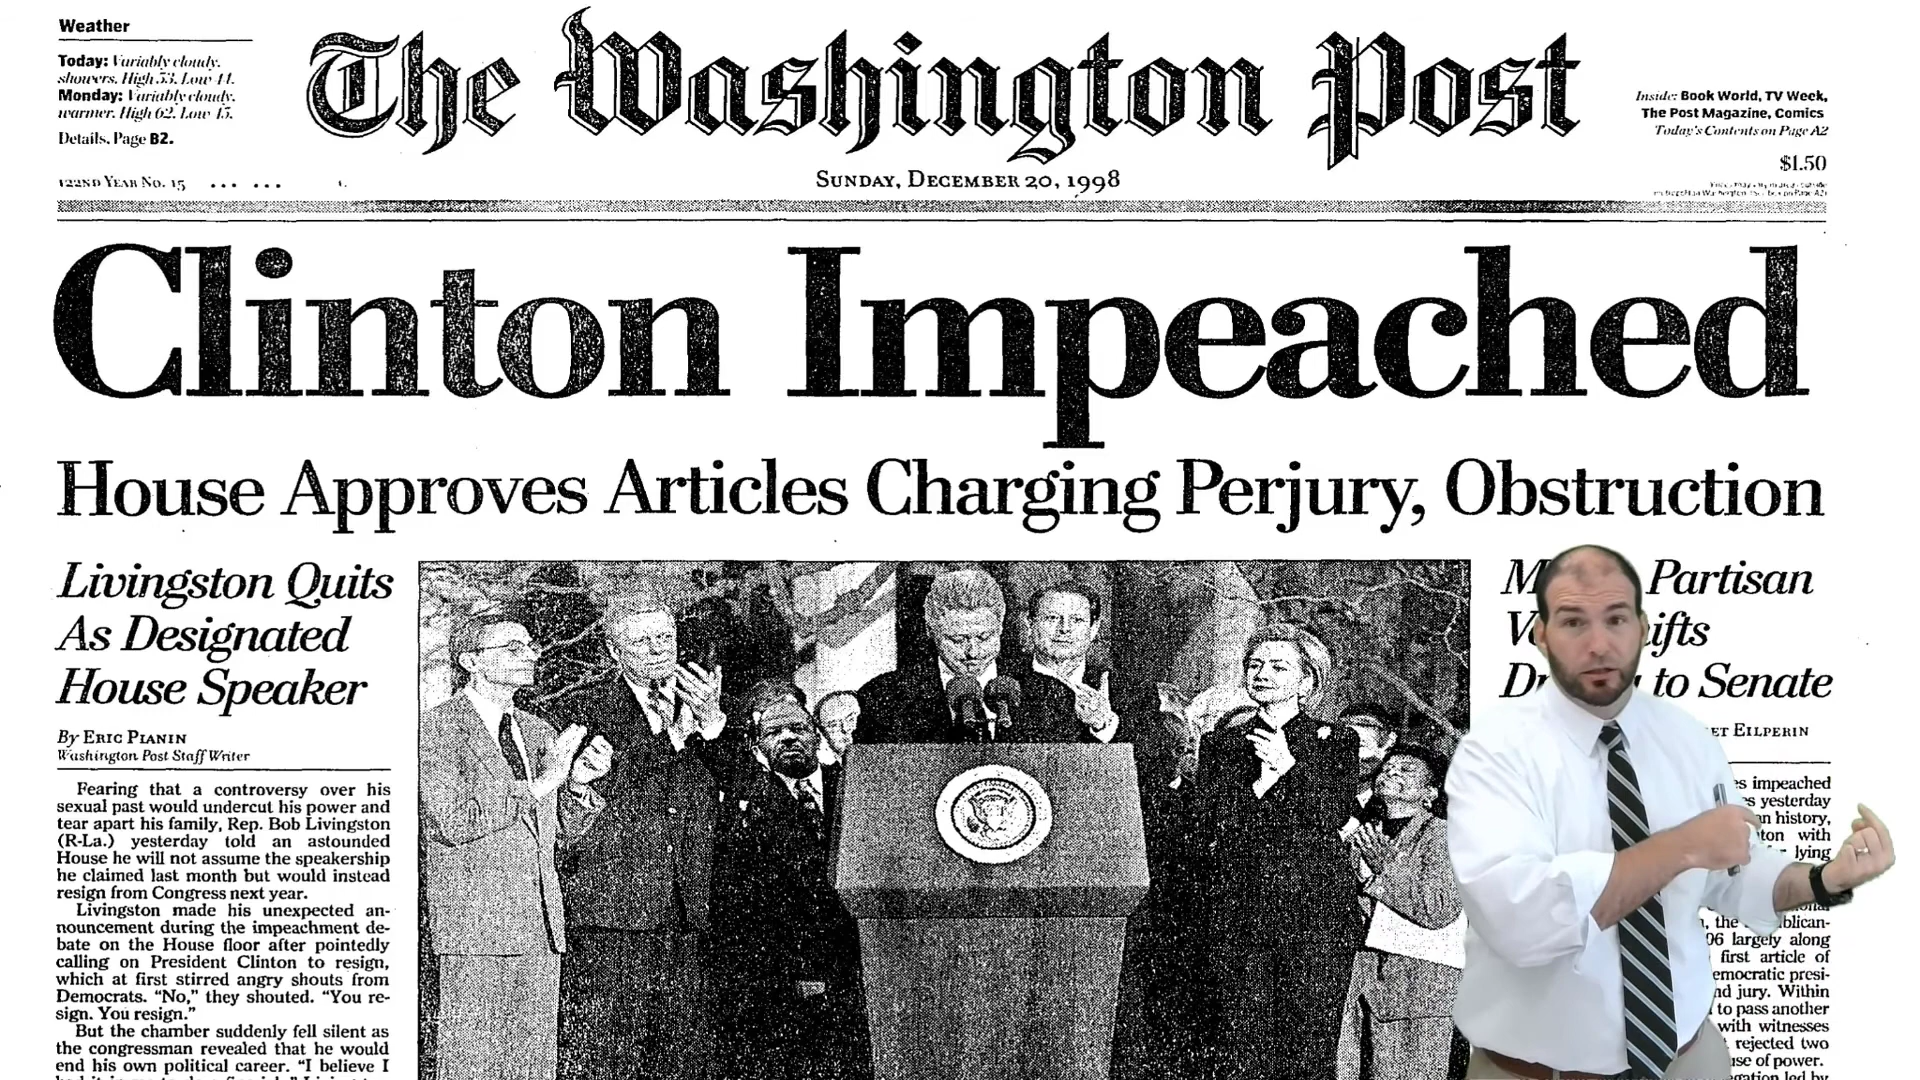 Weather
Today: Variably cloudy,
showers. High 53. Low 44.
Monday: Variably cloudy,
warmer. High 62. Low 45.
Details, Page B2.
The Washington Post
Inside: Book World, TV Week,
The Post Magazine, Comics
Today's Contents on Page A2
$1.50
122ND YEAR No. 15
SUNDAY, DECEMBER 20, 1998
Clinton Impeached
House Approves Articles Charging Perjury, Obstruction
Livingston Quits
As Designated
House Speaker
By ERIC PIANIN
Washington Post Staff Writer
Fearing that a controversy over his
sexual past would undercut his power and
tear apart his family, Rep. Bob Livingston
(R-La.) yesterday told an astounded
House he will not assume the speakership
he claimed last month but would instead
resign from Congress next year.
Livingston made his unexpected an-
nouncement during the impeachment de-
bate on the House floor after pointedly
calling on President Clinton to resign,
which at first stirred angry shouts from
Democrats. “No,” they shouted. “You re-
sign. You resign.”
But the chamber suddenly fell silent as
the congressman revealed that he would
end his own political career. “I believe I
Partisan
to Senate
EILPERIN
impeached
yesterday
history,
with
lying
the
06 largely along
first article of
presi-
jury. Within
to pass another
with witnesses
rejected two
of power.
led by